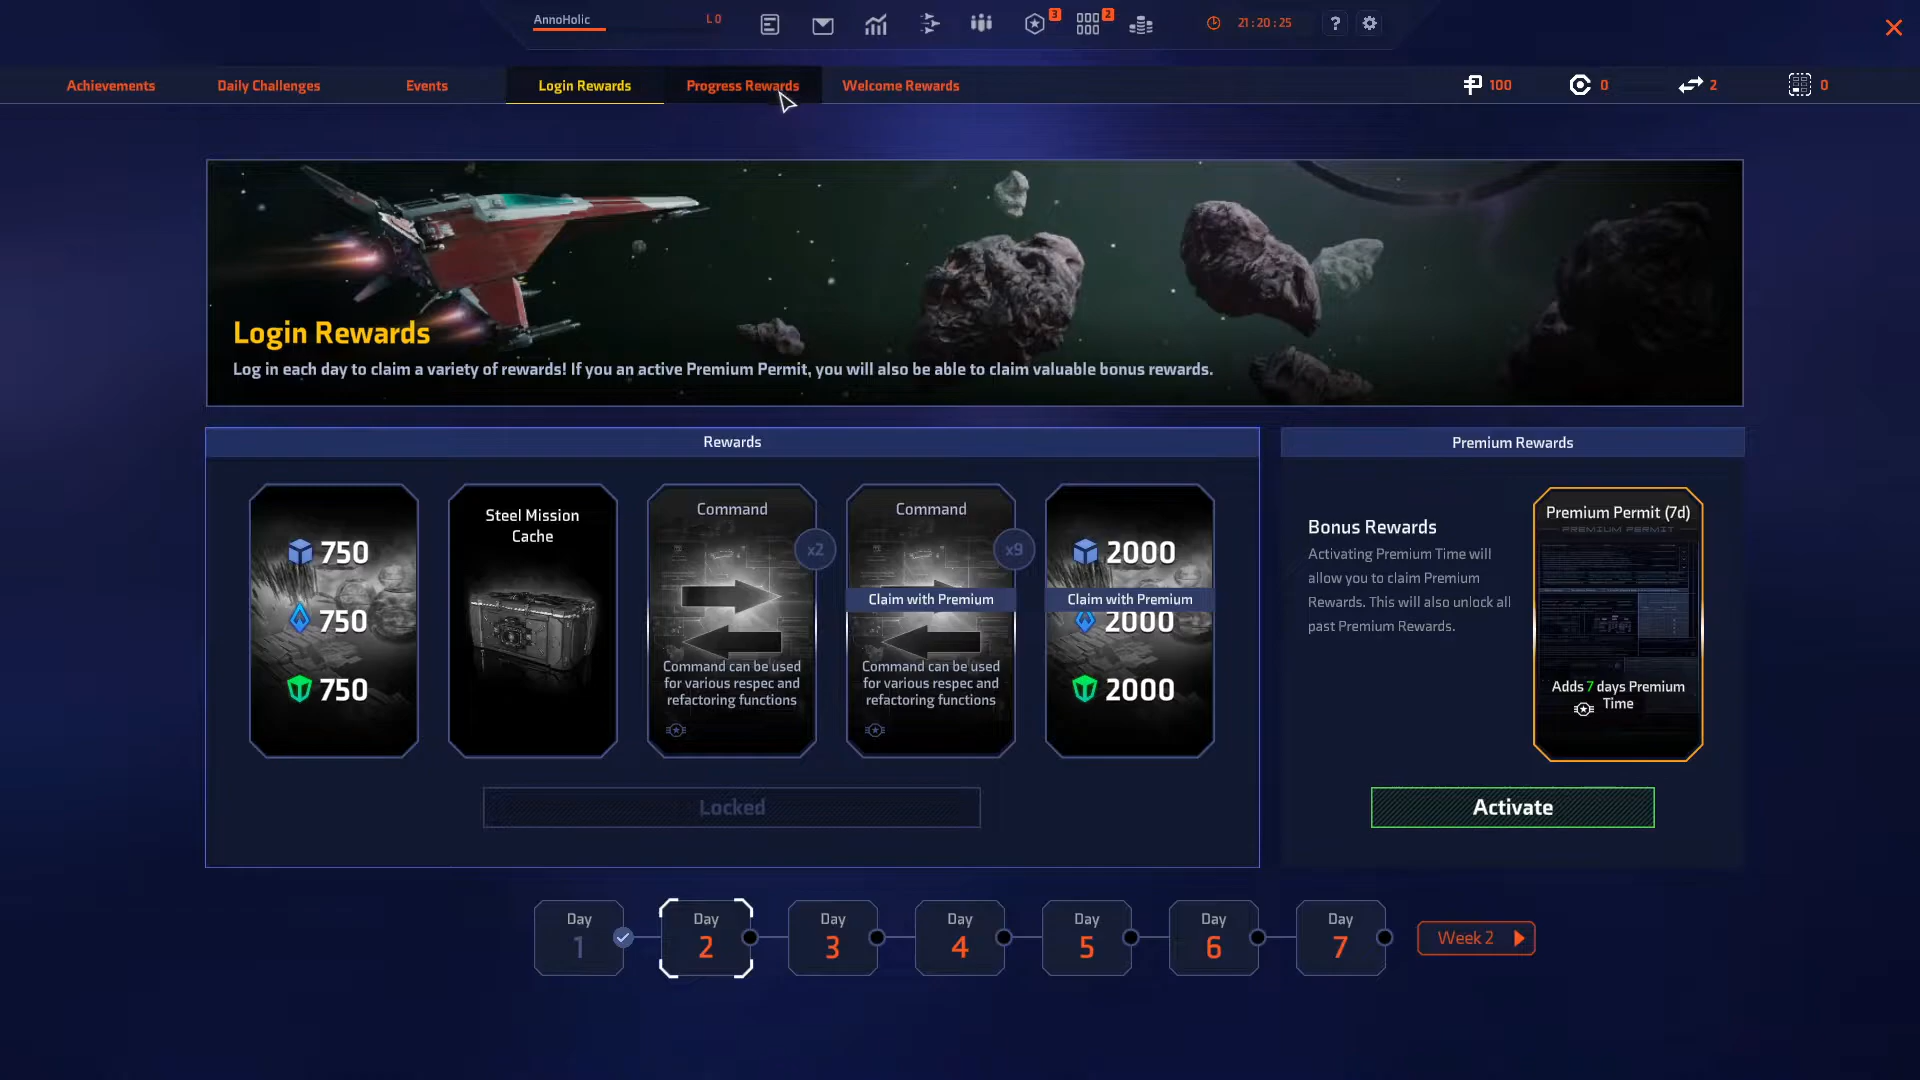 AnnoHolic
L 0
3
2
21:20:25
?
Achievements
Daily Challenges
Events
Login Rewards
Progress Rewards
Welcome Rewards
100
0
2
0
Login Rewards
Log in each day to claim a variety of rewards! If you an active Premium Permit, you will also be able to claim valuable bonus rewards.
Rewards
750
750
750
Steel Mission
Cache
Command
x2
Command can be used
for various respec and
refactoring functions
Command
x9
Claim with Premium
Command can be used
for various respec and
refactoring functions
2000
Claim with Premium
2000
2000
Locked
Premium Rewards
Bonus Rewards
Activating Premium Time will
allow you to claim Premium
Rewards. This will also unlock all
past Premium Rewards.
Premium Permit (7d)
PREMIUM PERMIT
Adds 7 days Premium
Time
Activate
Day
1
Day
2
Day
3
Day
4
Day
5
Day
6
Day
7
Week 2